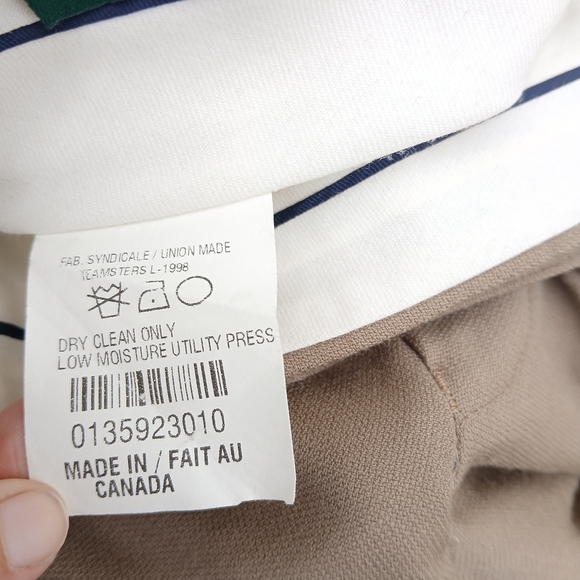 FAB. SYNDICALE / UNION MADE
TEAMSTERS L-1998
DRY CLEAN ONLY
LOW MOISTURE UTILITY PRESS
0135923010
MADE IN / FAIT AU
CANADA